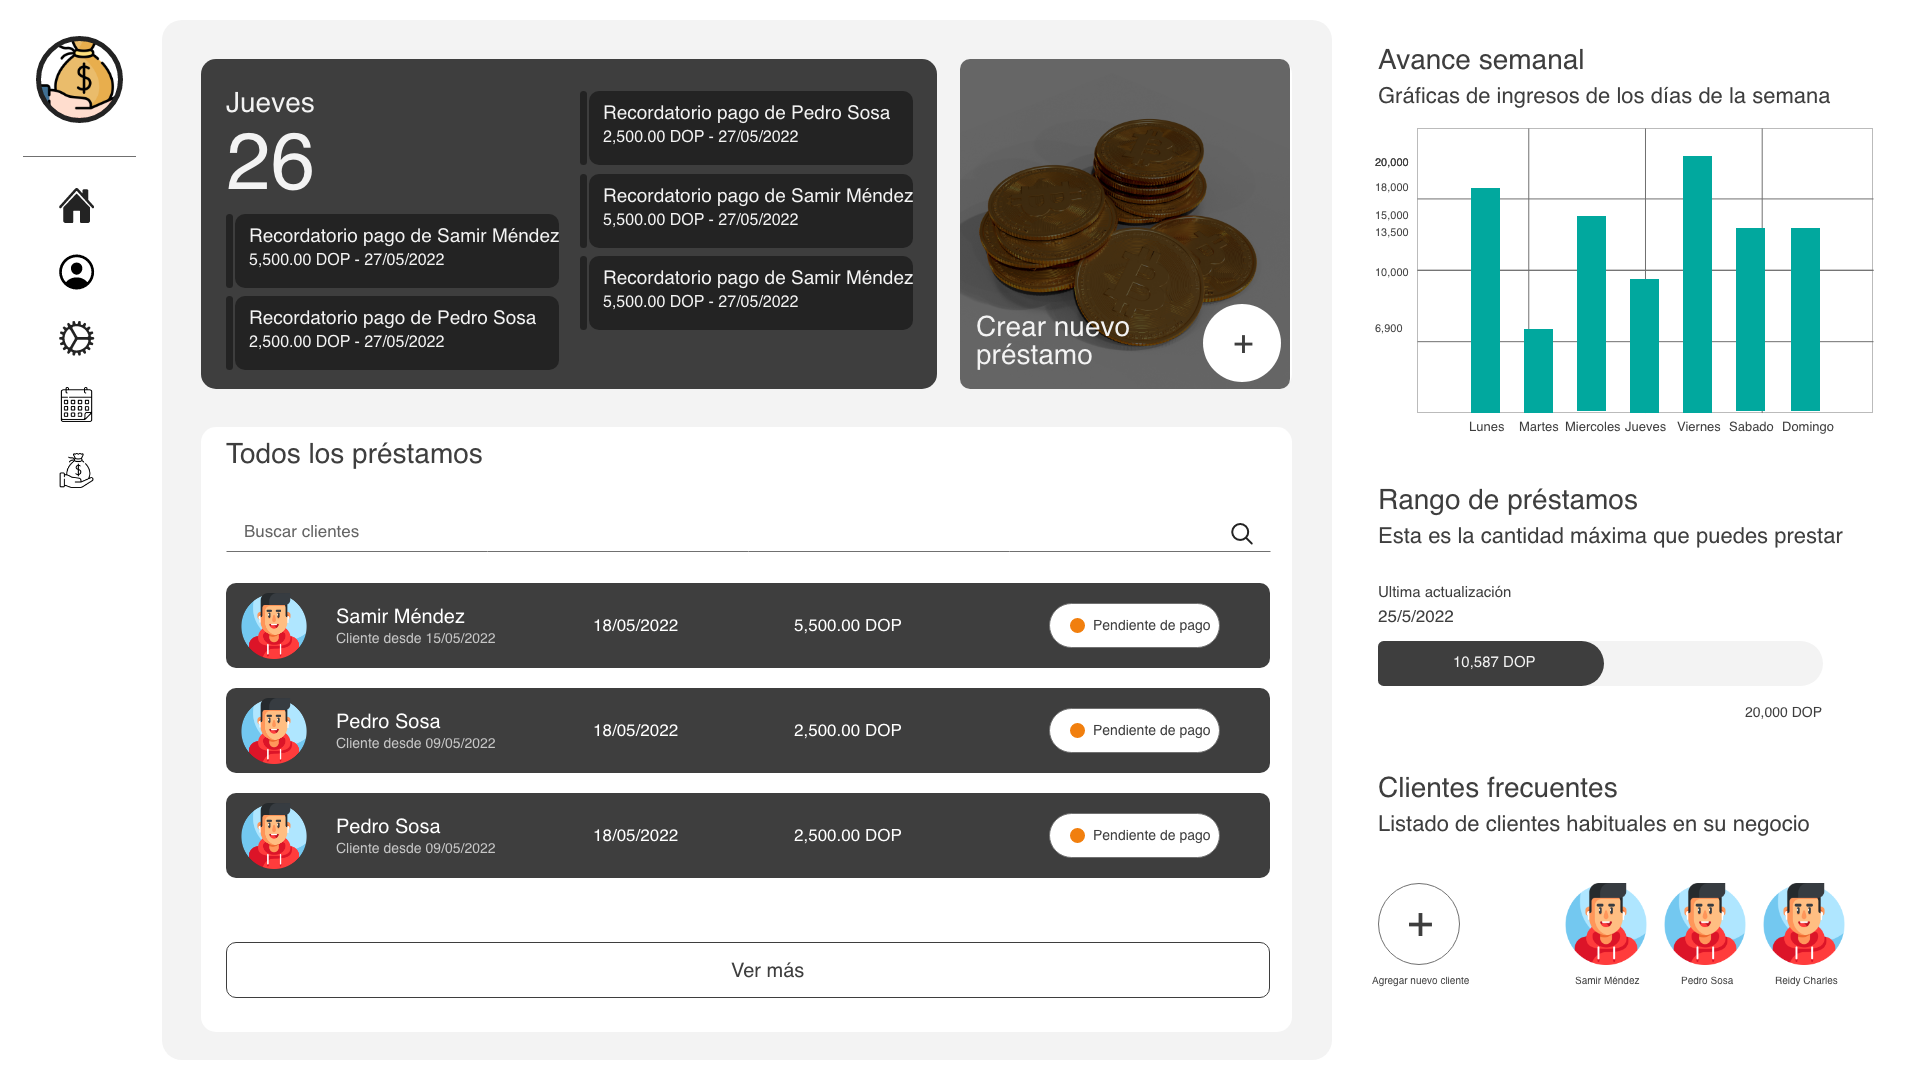 Jueves
26
Recordatorio pago de Samir Méndez
5,500.00 DOP - 27/05/2022
Recordatorio pago de Pedro Sosa
2,500.00 DOP - 27/05/2022
Recordatorio pago de Pedro Sosa
2,500.00 DOP - 27/05/2022
Recordatorio pago de Samir Méndez
5,500.00 DOP - 27/05/2022
Recordatorio pago de Samir Méndez
5,500.00 DOP - 27/05/2022
Crear nuevo
préstamo
+
Todos los préstamos
Buscar clientes
Samir Méndez
Cliente desde 15/05/2022
18/05/2022
5,500.00 DOP
Pendiente de pago
Pedro Sosa
Cliente desde 09/05/2022
18/05/2022
2,500.00 DOP
Pendiente de pago
Pedro Sosa
Cliente desde 09/05/2022
18/05/2022
2,500.00 DOP
Pendiente de pago
Ver más
Avance semanal
Gráficas de ingresos de los días de la semana
20,000
18,000
15,000
13,500
10,000
6,900
Lunes Martes Miercoles Jueves Viernes Sabado Domingo
Rango de préstamos
Esta es la cantidad máxima que puedes prestar
Ultima actualización
25/5/2022
10,587 DOP
20,000 DOP
Clientes frecuentes
Listado de clientes habituales en su negocio
+
Agregar nuevo cliente
Samir Méndez
Pedro Sosa
Reidy Charles